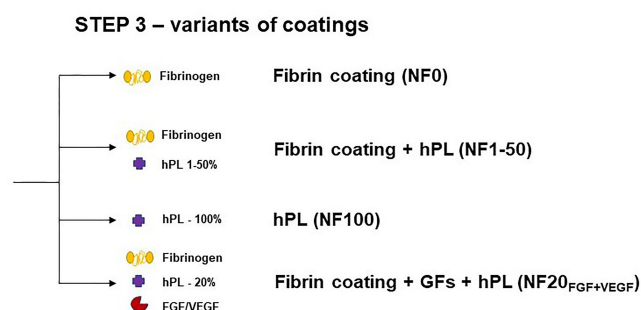 STEP 3 – variants of coatings
Fibrinogen
Fibrin coating (NF0)
Fibrinogen
hPL 1-50%
Fibrin coating + hPL (NF1-50)
hPL - 100%
hPL (NF100)
Fibrinogen
hPL - 20%
FGF/VEGF
Fibrin coating + GFs + hPL (NF20FGF+VEGF)